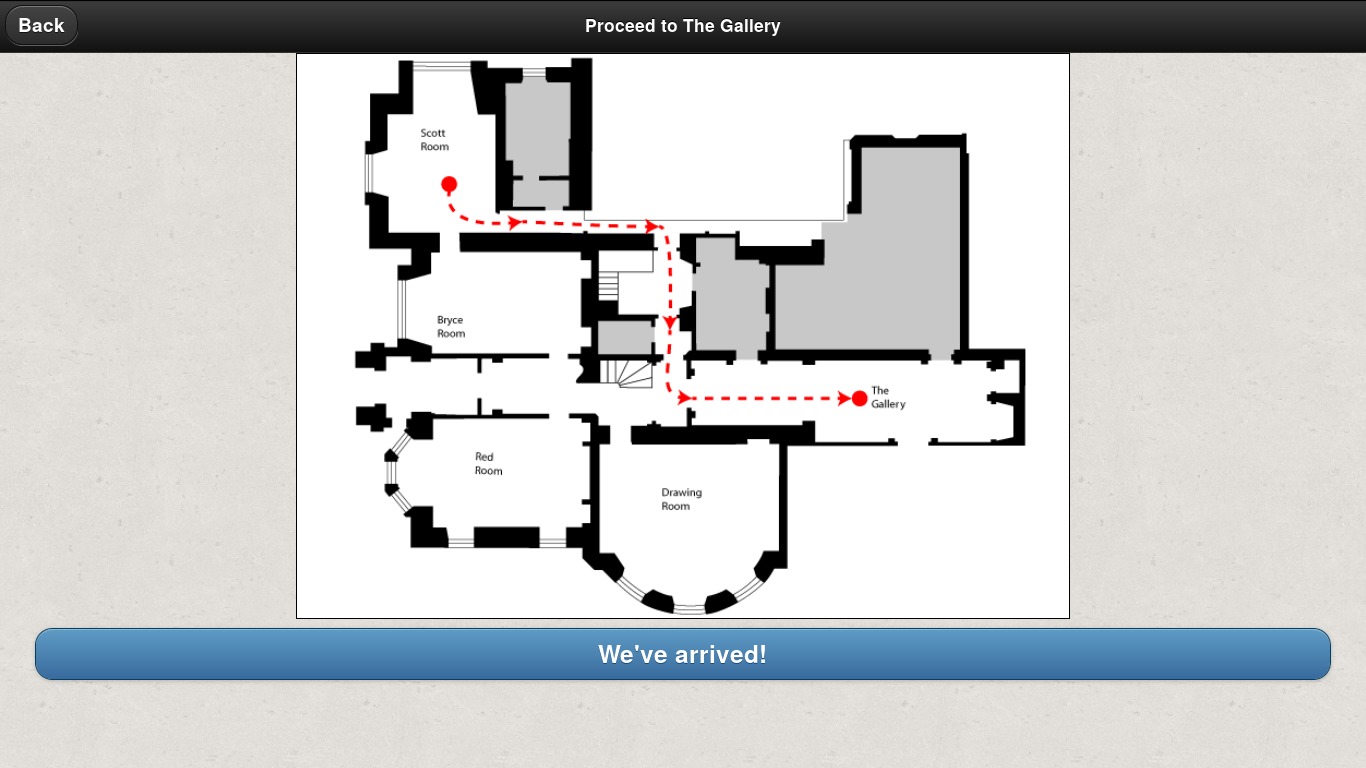 Back
Proceed to The Gallery
Scott
Room
Bryce
Room
The
Gallery
Red
Room
Drawing
Room
We've arrived!